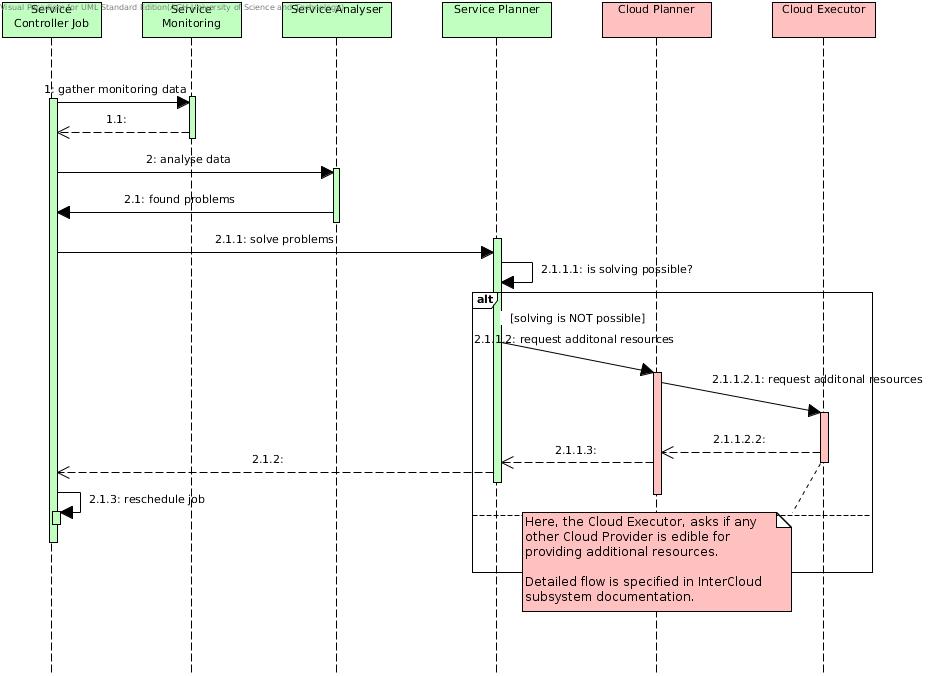 Visual Paradigm for UML Standard Edition(AGH University of Science and Technology)
Service
Controller Job
Service
Monitoring
Service Analyser
Service Planner
Cloud Planner
Cloud Executor
1: gather monitoring data
1.1:
2: analyse data
2.1: found problems
2.1.1: solve problems
2.1.1.1: is solving possible?
alt
[solving is NOT possible]
2.1.1.2: request additonal resources
2.1.1.2.1: request additonal resources
2.1.1.2.2:
2.1.1.3:
2.1.2:
2.1.3: reschedule job
Here, the Cloud Executor, asks if any
other Cloud Provider is edible for
providing additional resources.
Detailed flow is specified in InterCloud
subsystem documentation.